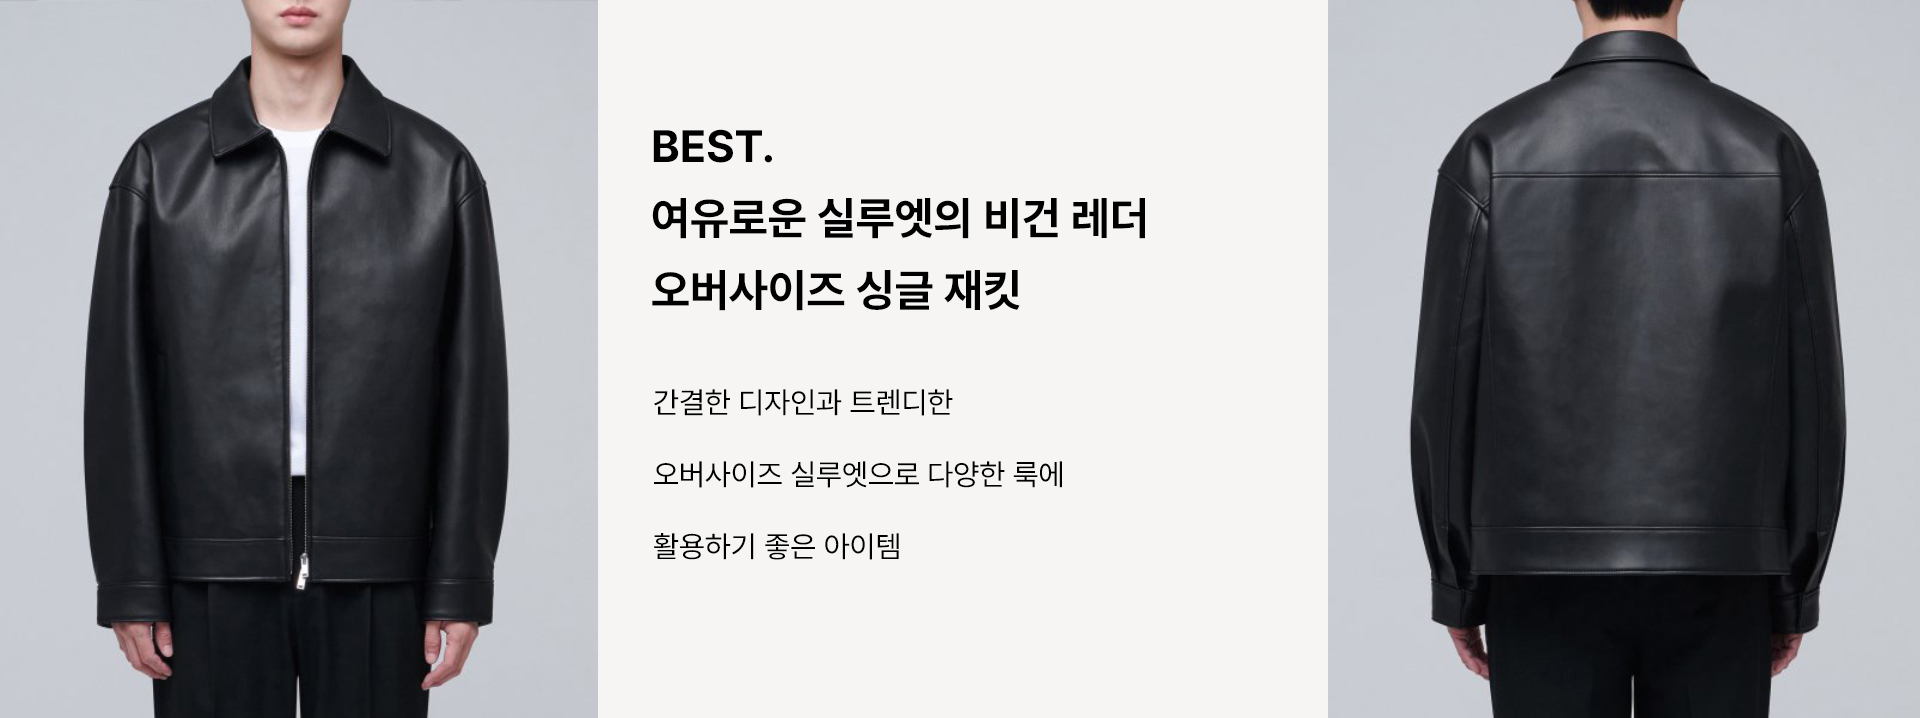 BEST.
여유로운 실루엣의 비건 레더
오버사이즈 싱글 재킷
간결한 디자인과 트렌디한
오버사이즈 실루엣으로 다양한 룩에
활용하기 좋은 아이템